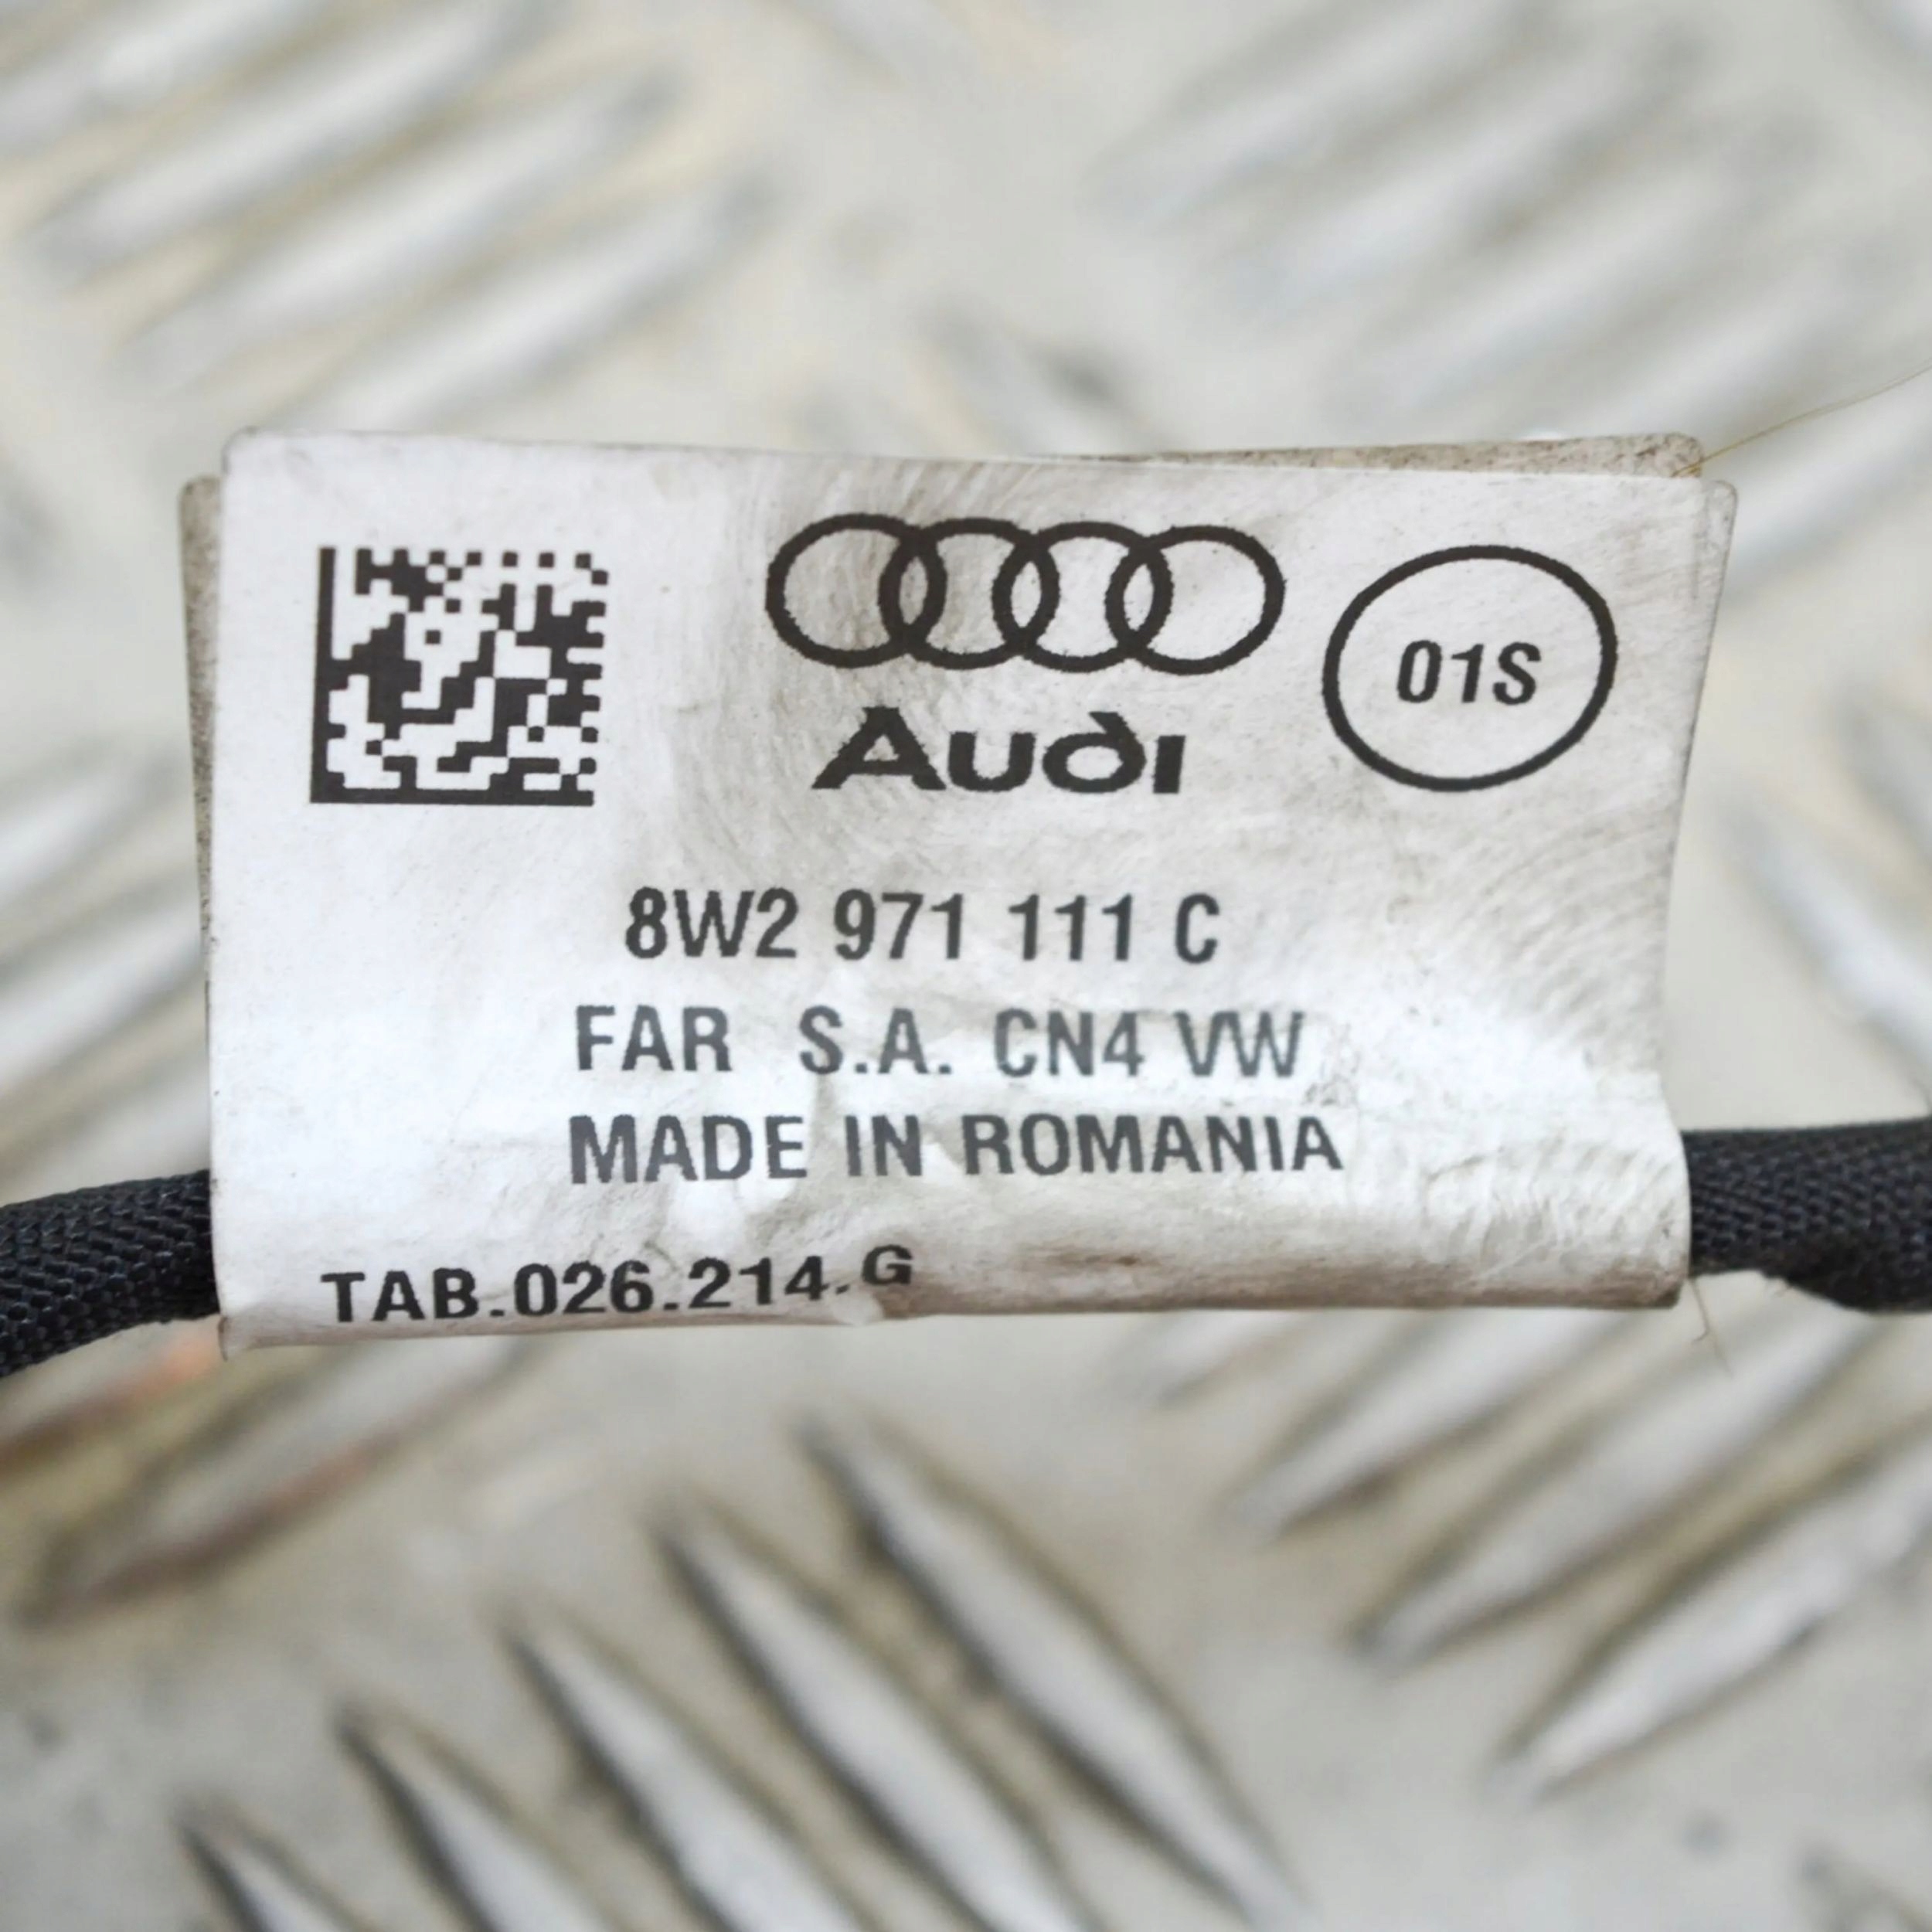 Audi
01S
8W2 971 111 C
FAR S.A. CN4 VW
MADE IN ROMANIA
TAB.026.214.G